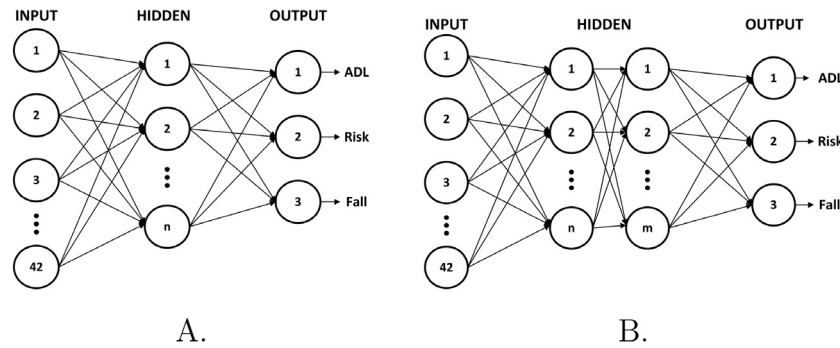 INPUT HIDDEN OUTPUT
1 1 1 ADL
2 2 2 Risk
3 3 Fall
n
42
A.
INPUT HIDDEN OUTPUT
1 1 1 1 ADL
2 2 2 2 Risk
3 3 Fall
n m
42
B.